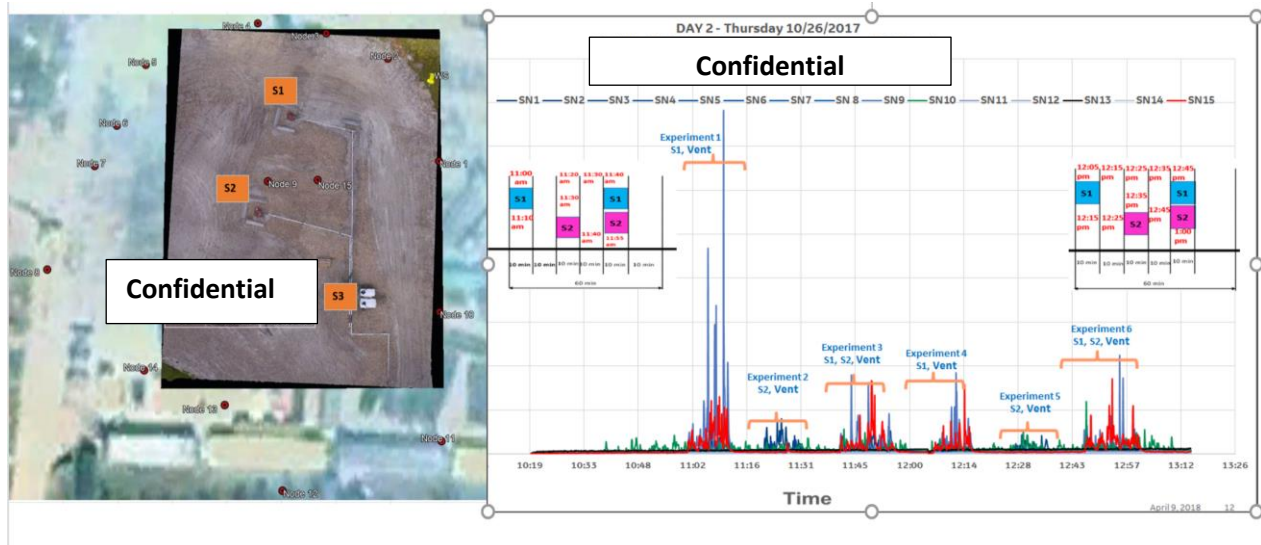 Node 4
Node 3
Node 2
Node 5
WS
S1
Node 6
Node 7
Node 1
S2
Node 9
Node 15
Node 8
Confidential
S3
Node 10
Node 14
Node 13
Node 11
Node 12
DAY 2 - Thursday 10/26/2017
Confidential
SN1 SN2 SN3 SN4 SN5 SN6 SN7 SN 8 SN9 SN10 SN11 SN12 SN13 SN14 SN15
Experiment 1
S1, Vent
11:00 am
11:20 am
11:30 am
11:40 am
S1
11:30 am
S1
11:10 am
S2
S2
11:40 am
11:55 am
10 min 10 min 10 min 10 min 10 min 10 min
60 min
12:05 pm
12:15 pm
12:25 pm
12:35 pm
12:45 pm
S1
12:35 pm
S1
12:15 pm
12:25 pm
S2
12:45 pm
S2
1:00 pm
10 min 10 min 10 min 10 min 10 min
60 min
Experiment 2
S2, Vent
Experiment 3
S1, S2, Vent
Experiment 4
S1, Vent
Experiment 5
S2, Vent
Experiment 6
S1, S2, Vent
10:19 10:33 10:48 11:02 11:16 11:31 11:45 12:00 12:14 12:28 12:43 12:57 13:12 13:26
Time
April 9, 2018 12